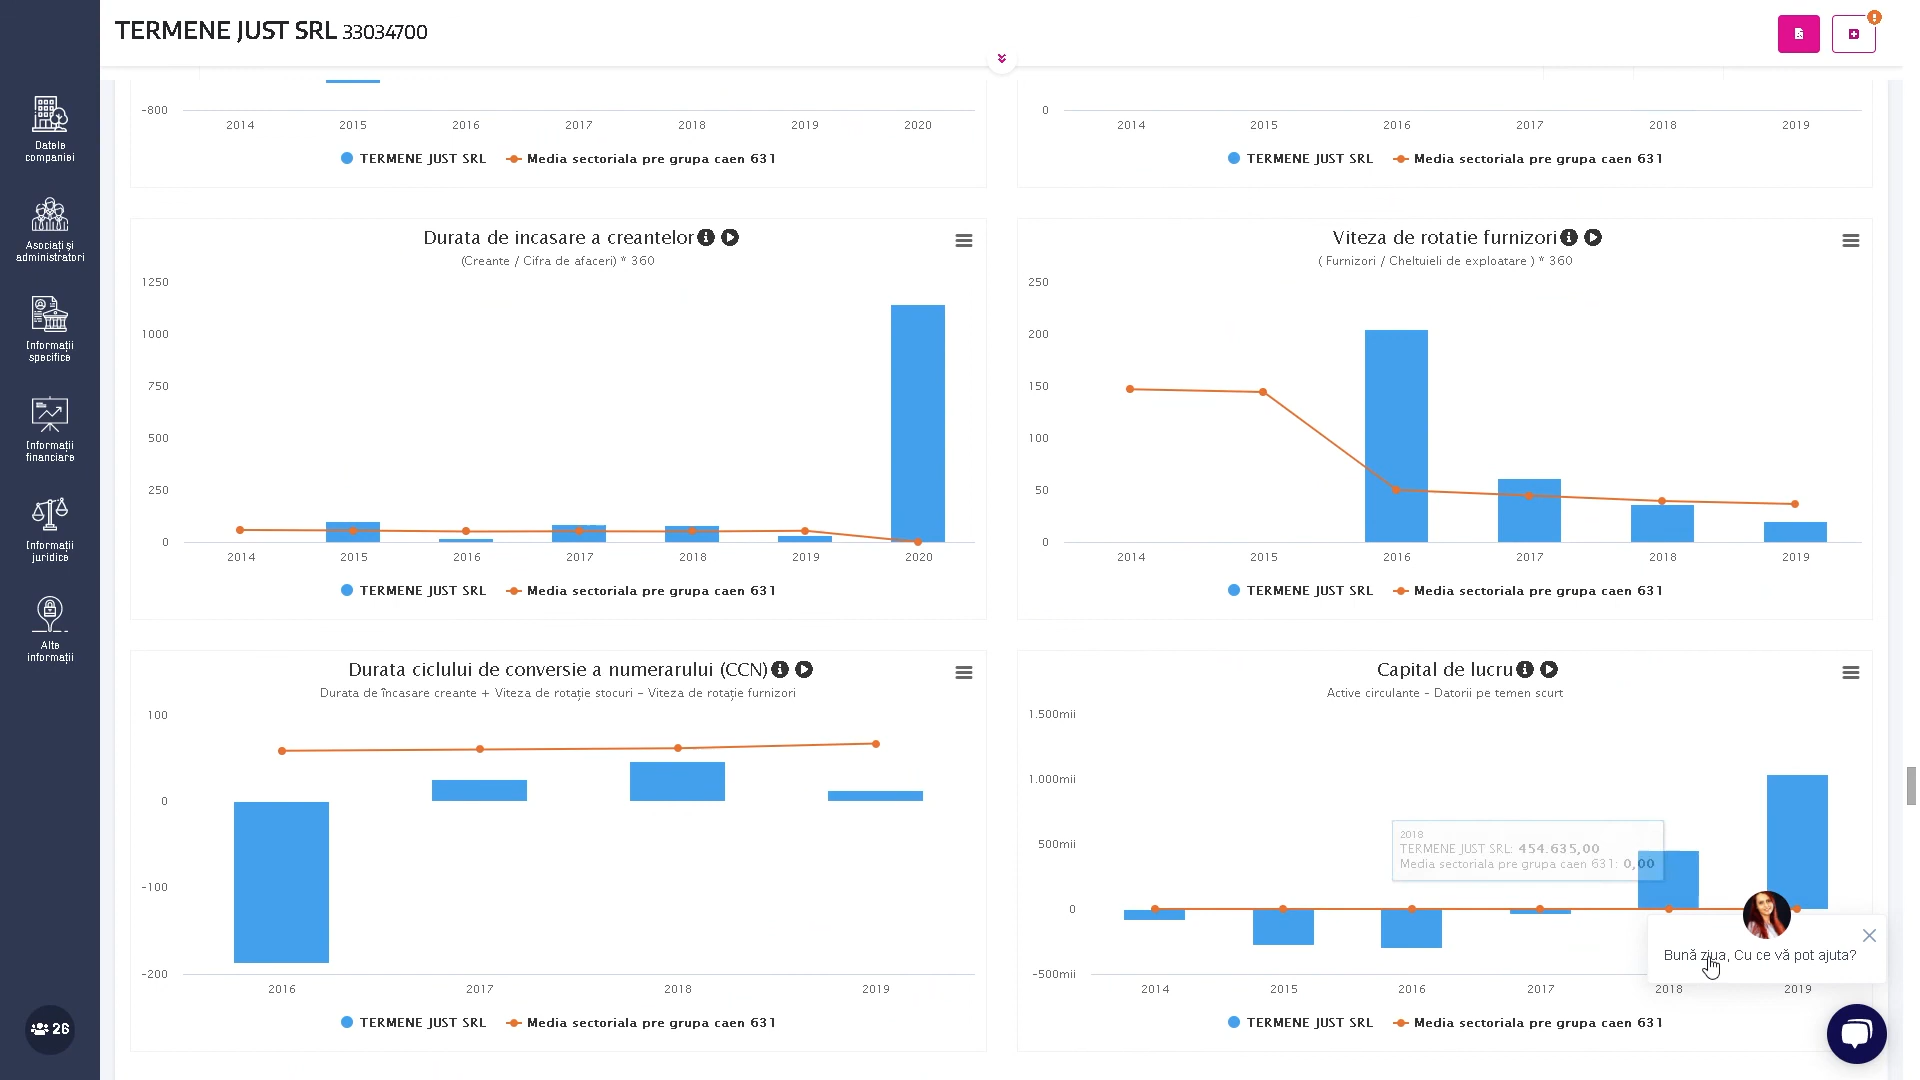 TERMENE JUST SRL 33034700
Datele
companiei
Asociați și
administratori
Informații
specifice
Informații
financiare
Informații
juridice
Alte
informații
26
-800
2014 2015 2016 2017 2018 2019 2020
TERMENE JUST SRL Media sectoriala pre grupa caen 631
0
2014 2015 2016 2017 2018 2019
TERMENE JUST SRL Media sectoriala pre grupa caen 631
Durata de incasare a creantelor
(Creante / Cifra de afaceri) * 360
1250
1000
750
500
250
0
2014 2015 2016 2017 2018 2019 2020
TERMENE JUST SRL Media sectoriala pre grupa caen 631
Viteza de rotatie furnizori
( Furnizori / Cheltuieli de exploatare ) * 360
250
200
150
100
50
0
2014 2015 2016 2017 2018 2019
TERMENE JUST SRL Media sectoriala pre grupa caen 631
Durata ciclului de conversie a numerarului (CCN)
Durata de încasare creante + Viteza de rotație stocuri - Viteza de rotație furnizori
100
0
-100
-200
2016 2017 2018 2019
TERMENE JUST SRL Media sectoriala pre grupa caen 631
Capital de lucru
Active circulante - Datorii pe temen scurt
1.500mii
1.000mii
500mii
0
-500mii
2018
TERMENE JUST SRL: 454.635,00
Media sectoriala pre grupa caen 631: 0,00
Bună ziua, Cu ce vă pot ajuta?
2014 2015 2016 2017 2018 2019
TERMENE JUST SRL Media sectoriala pre grupa caen 631